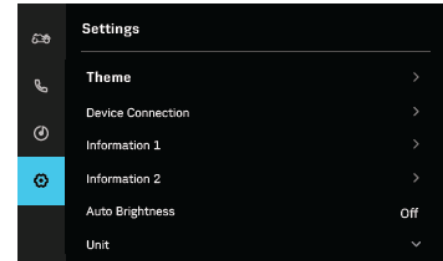 Settings
Theme
Device Connection
Information 1
Information 2
Auto Brightness Off
Unit